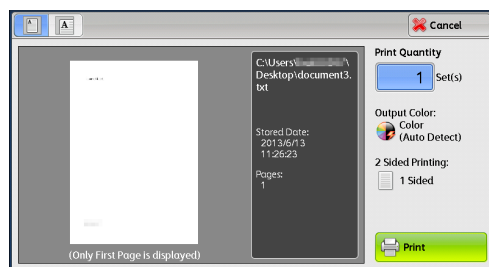 A
A
Cancel
C:\Users\
Desktop\document3.
txt
Stored Date:
2013/6/13
11:26:23
Pages:
1
(Only First Page is displayed)
Print Quantity
1 Set(s)
Output Color:
Color
(Auto Detect)
2 Sided Printing:
1 Sided
Print